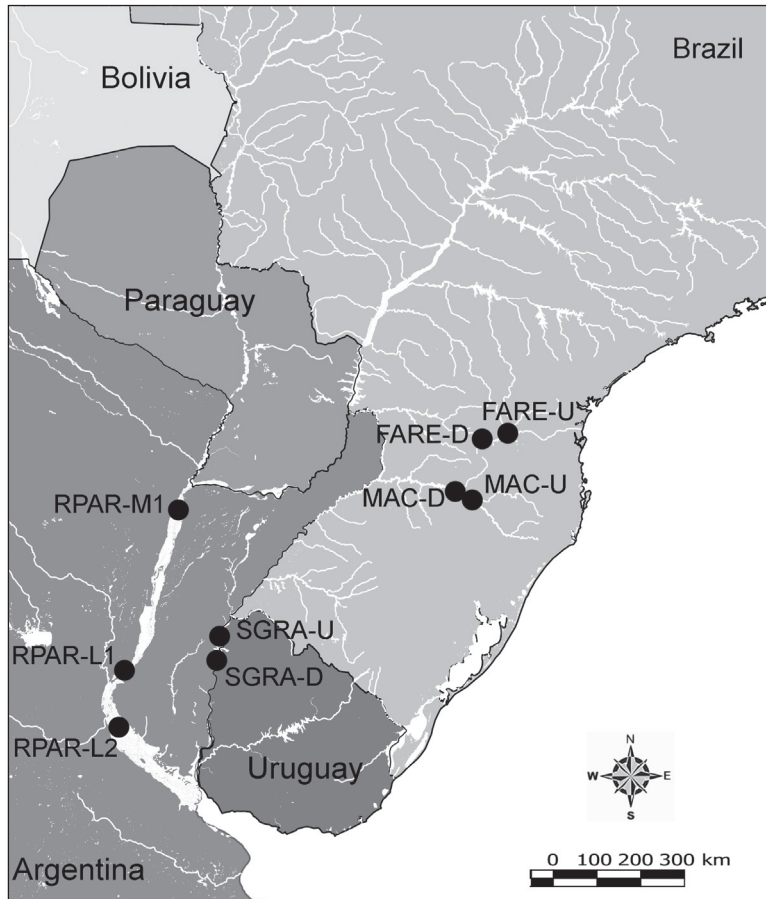 Bolivia
Brazil
Paraguay
FARE-U
FARE-D
MAC-D
MAC-U
RPAR-M1
SGRA-U
RPAR-L1
SGRA-D
RPAR-L2
Uruguay
Argentina
N
W
E
S
0 100 200 300 km